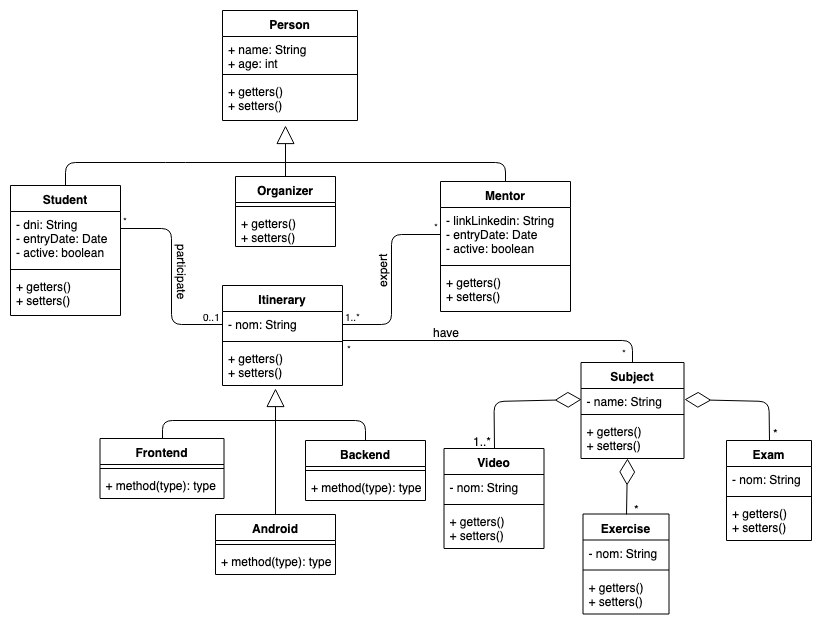 Person
+ name: String
+ age: int
+ getters()
+ setters()
Student
- dni: String
- entryDate: Date
- active: boolean
+ getters()
+ setters()
Organizer
+ getters()
+ setters()
Mentor
- linkLinkedin: String
- entryDate: Date
- active: boolean
+ getters()
+ setters()
*
participate
0..1
*
expert
1..*
Itinerary
- nom: String
+ getters()
+ setters()
*
have
*
Subject
- name: String
+ getters()
+ setters()
Frontend
+ method(type): type
Backend
+ method(type): type
Android
+ method(type): type
1..*
Video
- nom: String
+ getters()
+ setters()
*
Exercise
- nom: String
+ getters()
+ setters()
*
Exam
- nom: String
+ getters()
+ setters()